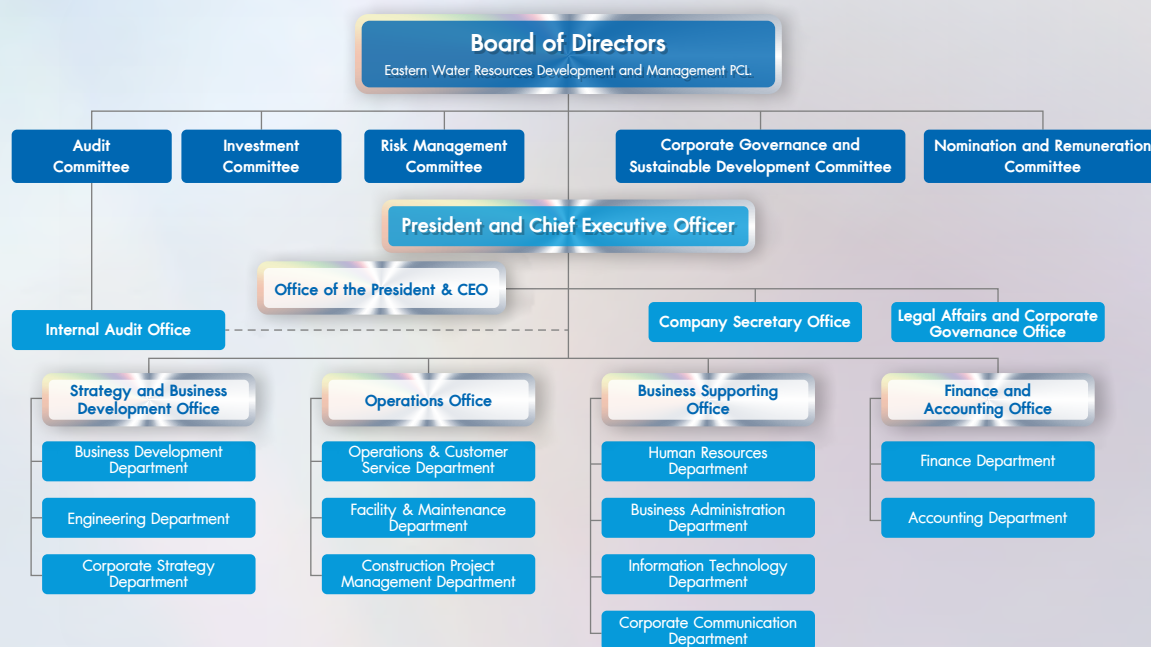 Board of Directors
Eastern Water Resources Development and Management PCL.
Audit
Committee
Investment
Committee
Risk Management
Committee
Corporate Governance and
Sustainable Development Committee
Nomination and Remuneration
Committee
President and Chief Executive Officer
Office of the President & CEO
Internal Audit Office
Company Secretary Office
Legal Affairs and Corporate
Governance Office
Strategy and Business
Development Office
Business Development
Department
Engineering Department
Corporate Strategy
Department
Operations Office
Operations & Customer
Service Department
Facility & Maintenance
Department
Construction Project
Management Department
Business Supporting
Office
Human Resources
Department
Business Administration
Department
Information Technology
Department
Corporate Communication
Department
Finance and
Accounting Office
Finance Department
Accounting Department